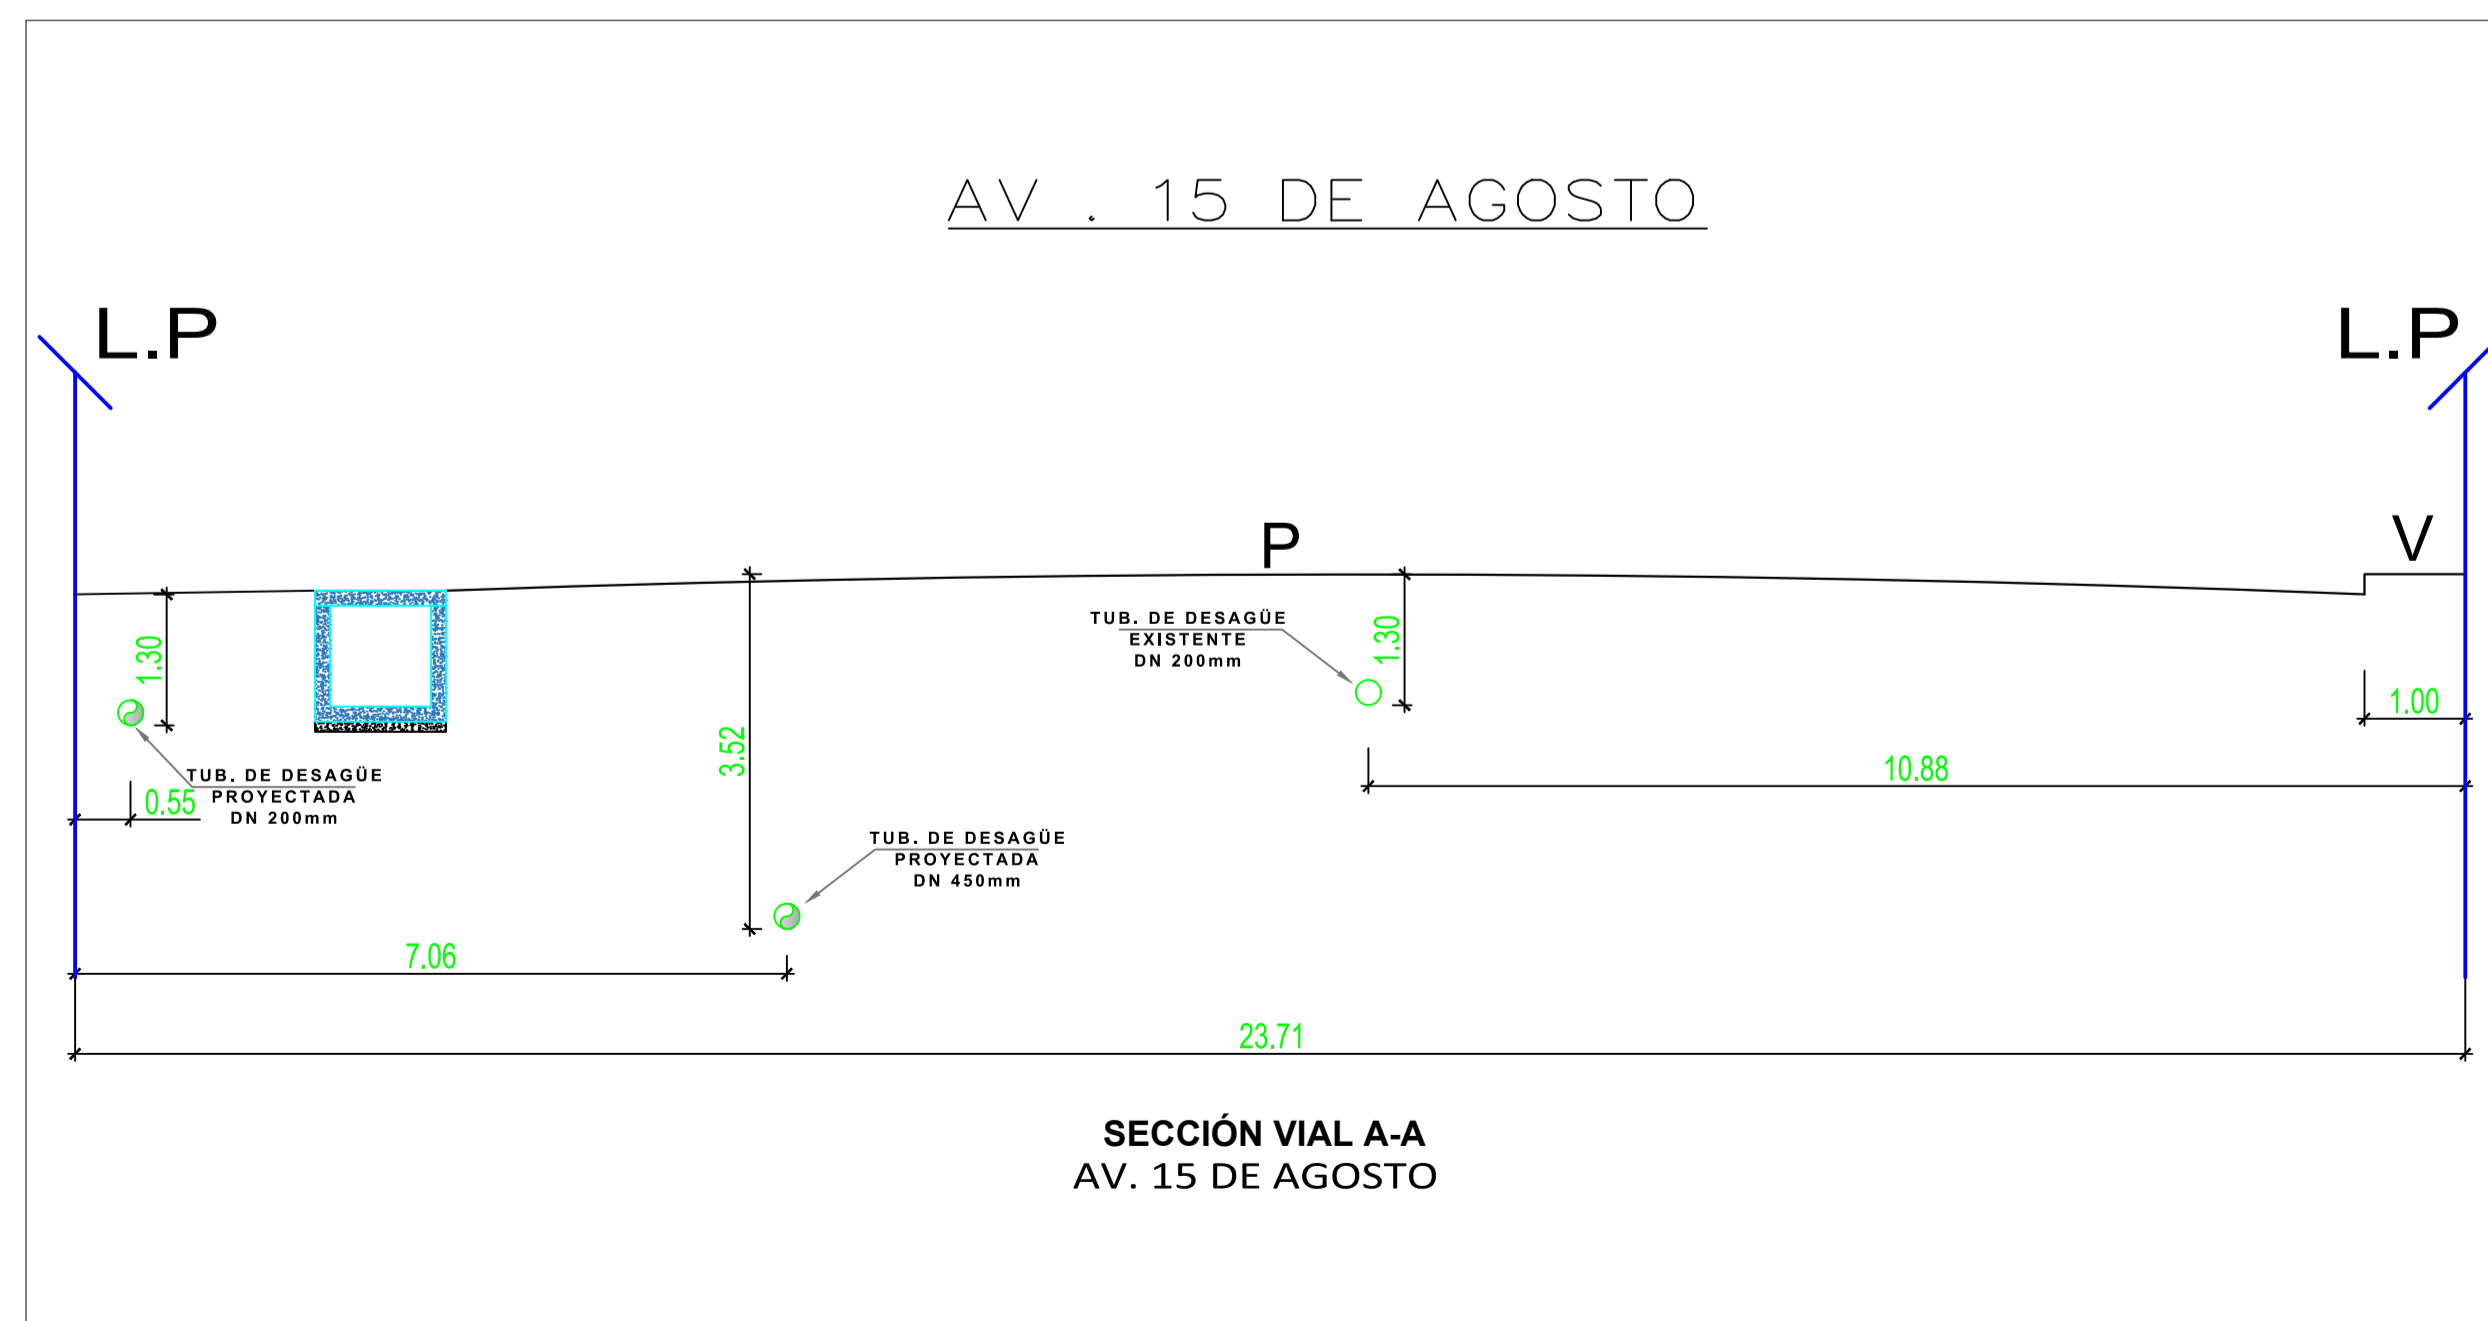 AV . 15 DE AGOSTO
L.P
L.P
P
V
1.30
TUB. DE DESAGÜE
EXISTENTE
DN 200mm
1.30
1.00
3.52
10.88
TUB. DE DESAGÜE
PROYECTADA
DN 200mm
0.55
TUB. DE DESAGÜE
PROYECTADA
DN 450mm
7.06
23.71
SECCIÓN VIAL A-A
AV. 15 DE AGOSTO